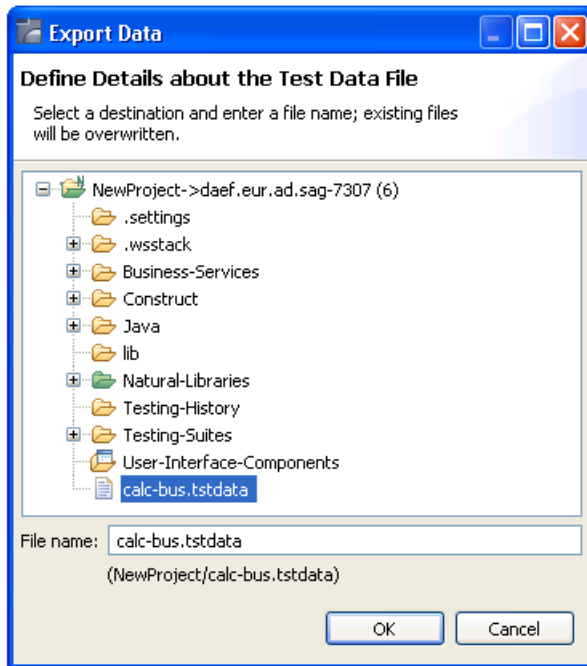 Export Data
Define Details about the Test Data File
Select a destination and enter a file name; existing files
will be overwritten.
NewProject->daef.eur.ad.sag-7307 (6)
.settings
.wsstack
Business-Services
Construct
Java
lib
Natural-Libraries
Testing-History
Testing-Suites
User-Interface-Components
calc-bus.tstdata
File name: calc-bus.tstdata
(NewProject/calc-bus.tstdata)
OK Cancel